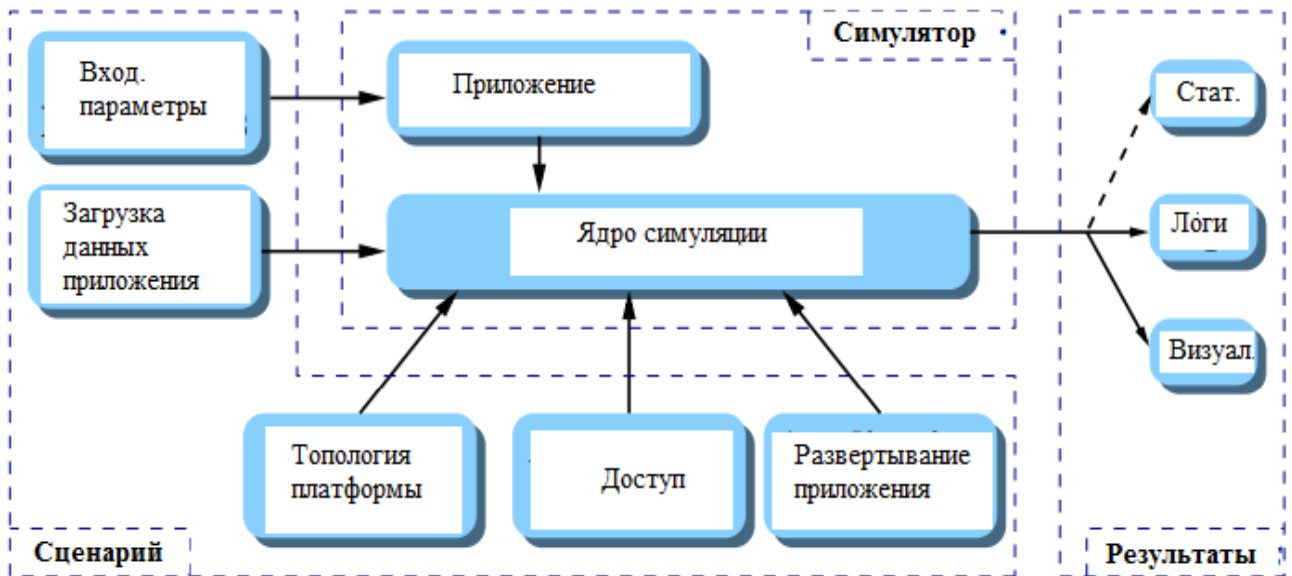 Симулятор
Вход.
параметры
Приложение
Стат.
Загрузка
данных
приложения
Ядро симуляции
Логи
Визуал.
Топология
платформы
Доступ
Развертывание
приложения
Сценарий
Результаты